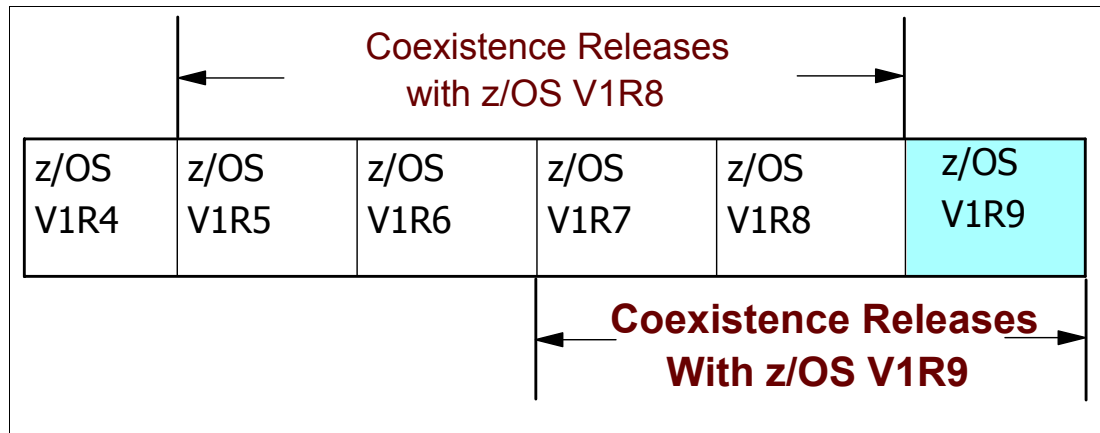 Coexistence Releases
with z/OS V1R8
z/OS
V1R4
z/OS
V1R5
z/OS
V1R6
z/OS
V1R7
z/OS
V1R8
z/OS
V1R9
Coexistence Releases
With z/OS V1R9